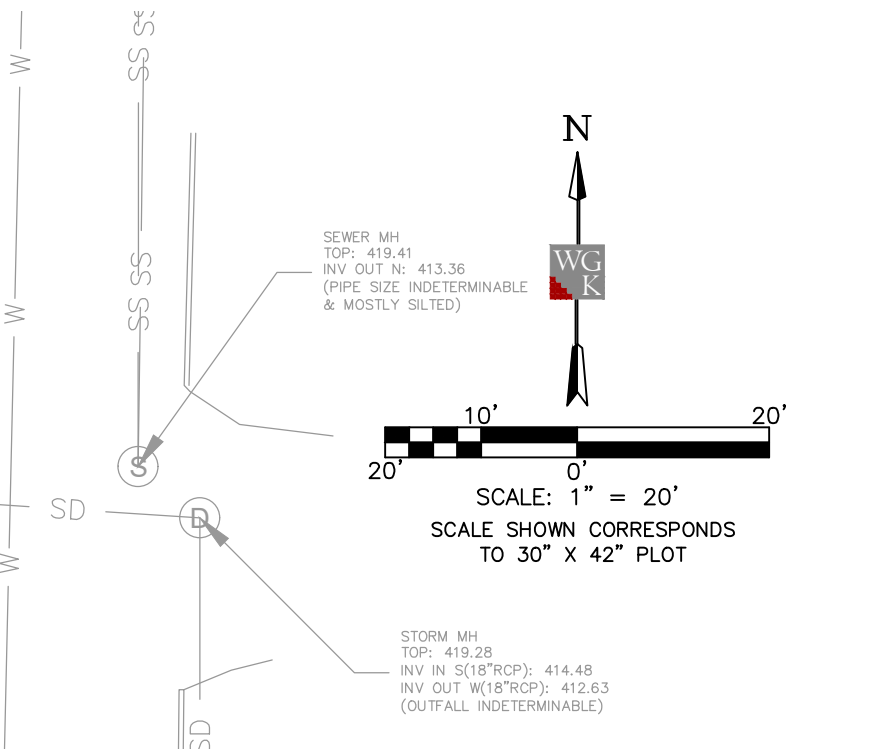 SS
SS
W
N
SEWER MH
TOP: 419.41
INV OUT N: 413.36
(PIPE SIZE INDETERMINABLE
& MOSTLY SILTED)
WG
K
SS
SS
W
10' 20'
20' 0'
S
SCALE: 1" = 20'
SD
D
SCALE SHOWN CORRESPONDS
TO 30" X 42" PLOT
W
STORM MH
TOP: 419.28
INV IN S(18"RCP): 414.48
INV OUT W(18"RCP): 412.63
(OUTFALL INDETERMINABLE)
SD